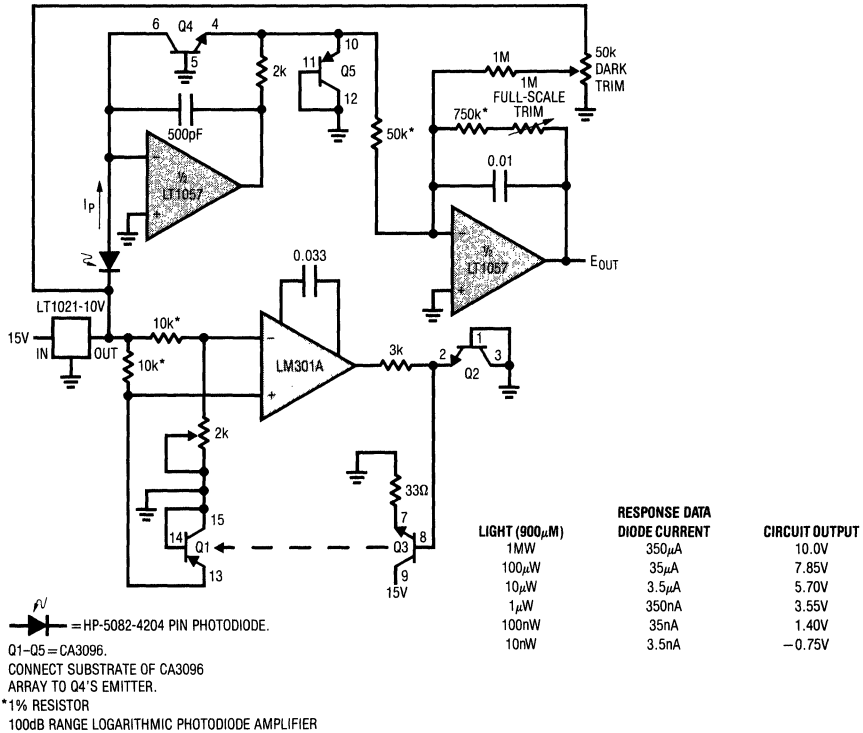 6
Q4
4
5
2k
10
11
Q5
12
500pF
−
½
LT1057
+
IP
50k*
1M
50k
DARK
TRIM
1M
FULL-SCALE
TRIM
750k*
0.01
−
½
LT1057
+
EOUT
LT1021-10V
15V
IN
OUT
10k*
10k*
0.033
−
LM301A
+
3k
2
1
3
Q2
2k
15
14
Q1
13
33Ω
7
8
Q3
9
15V
RESPONSE DATA
LIGHT (900µM) DIODE CURRENT CIRCUIT OUTPUT
1MW 350µA 10.0V
100µW 35µA 7.85V
10µW 3.5µA 5.70V
1µW 350nA 3.55V
100nW 35nA 1.40V
10nW 3.5nA −0.75V
= HP-5082-4204 PIN PHOTODIODE.
Q1–Q5 = CA3096.
CONNECT SUBSTRATE OF CA3096
ARRAY TO Q4'S EMITTER.
*1% RESISTOR
100dB RANGE LOGARITHMIC PHOTODIODE AMPLIFIER